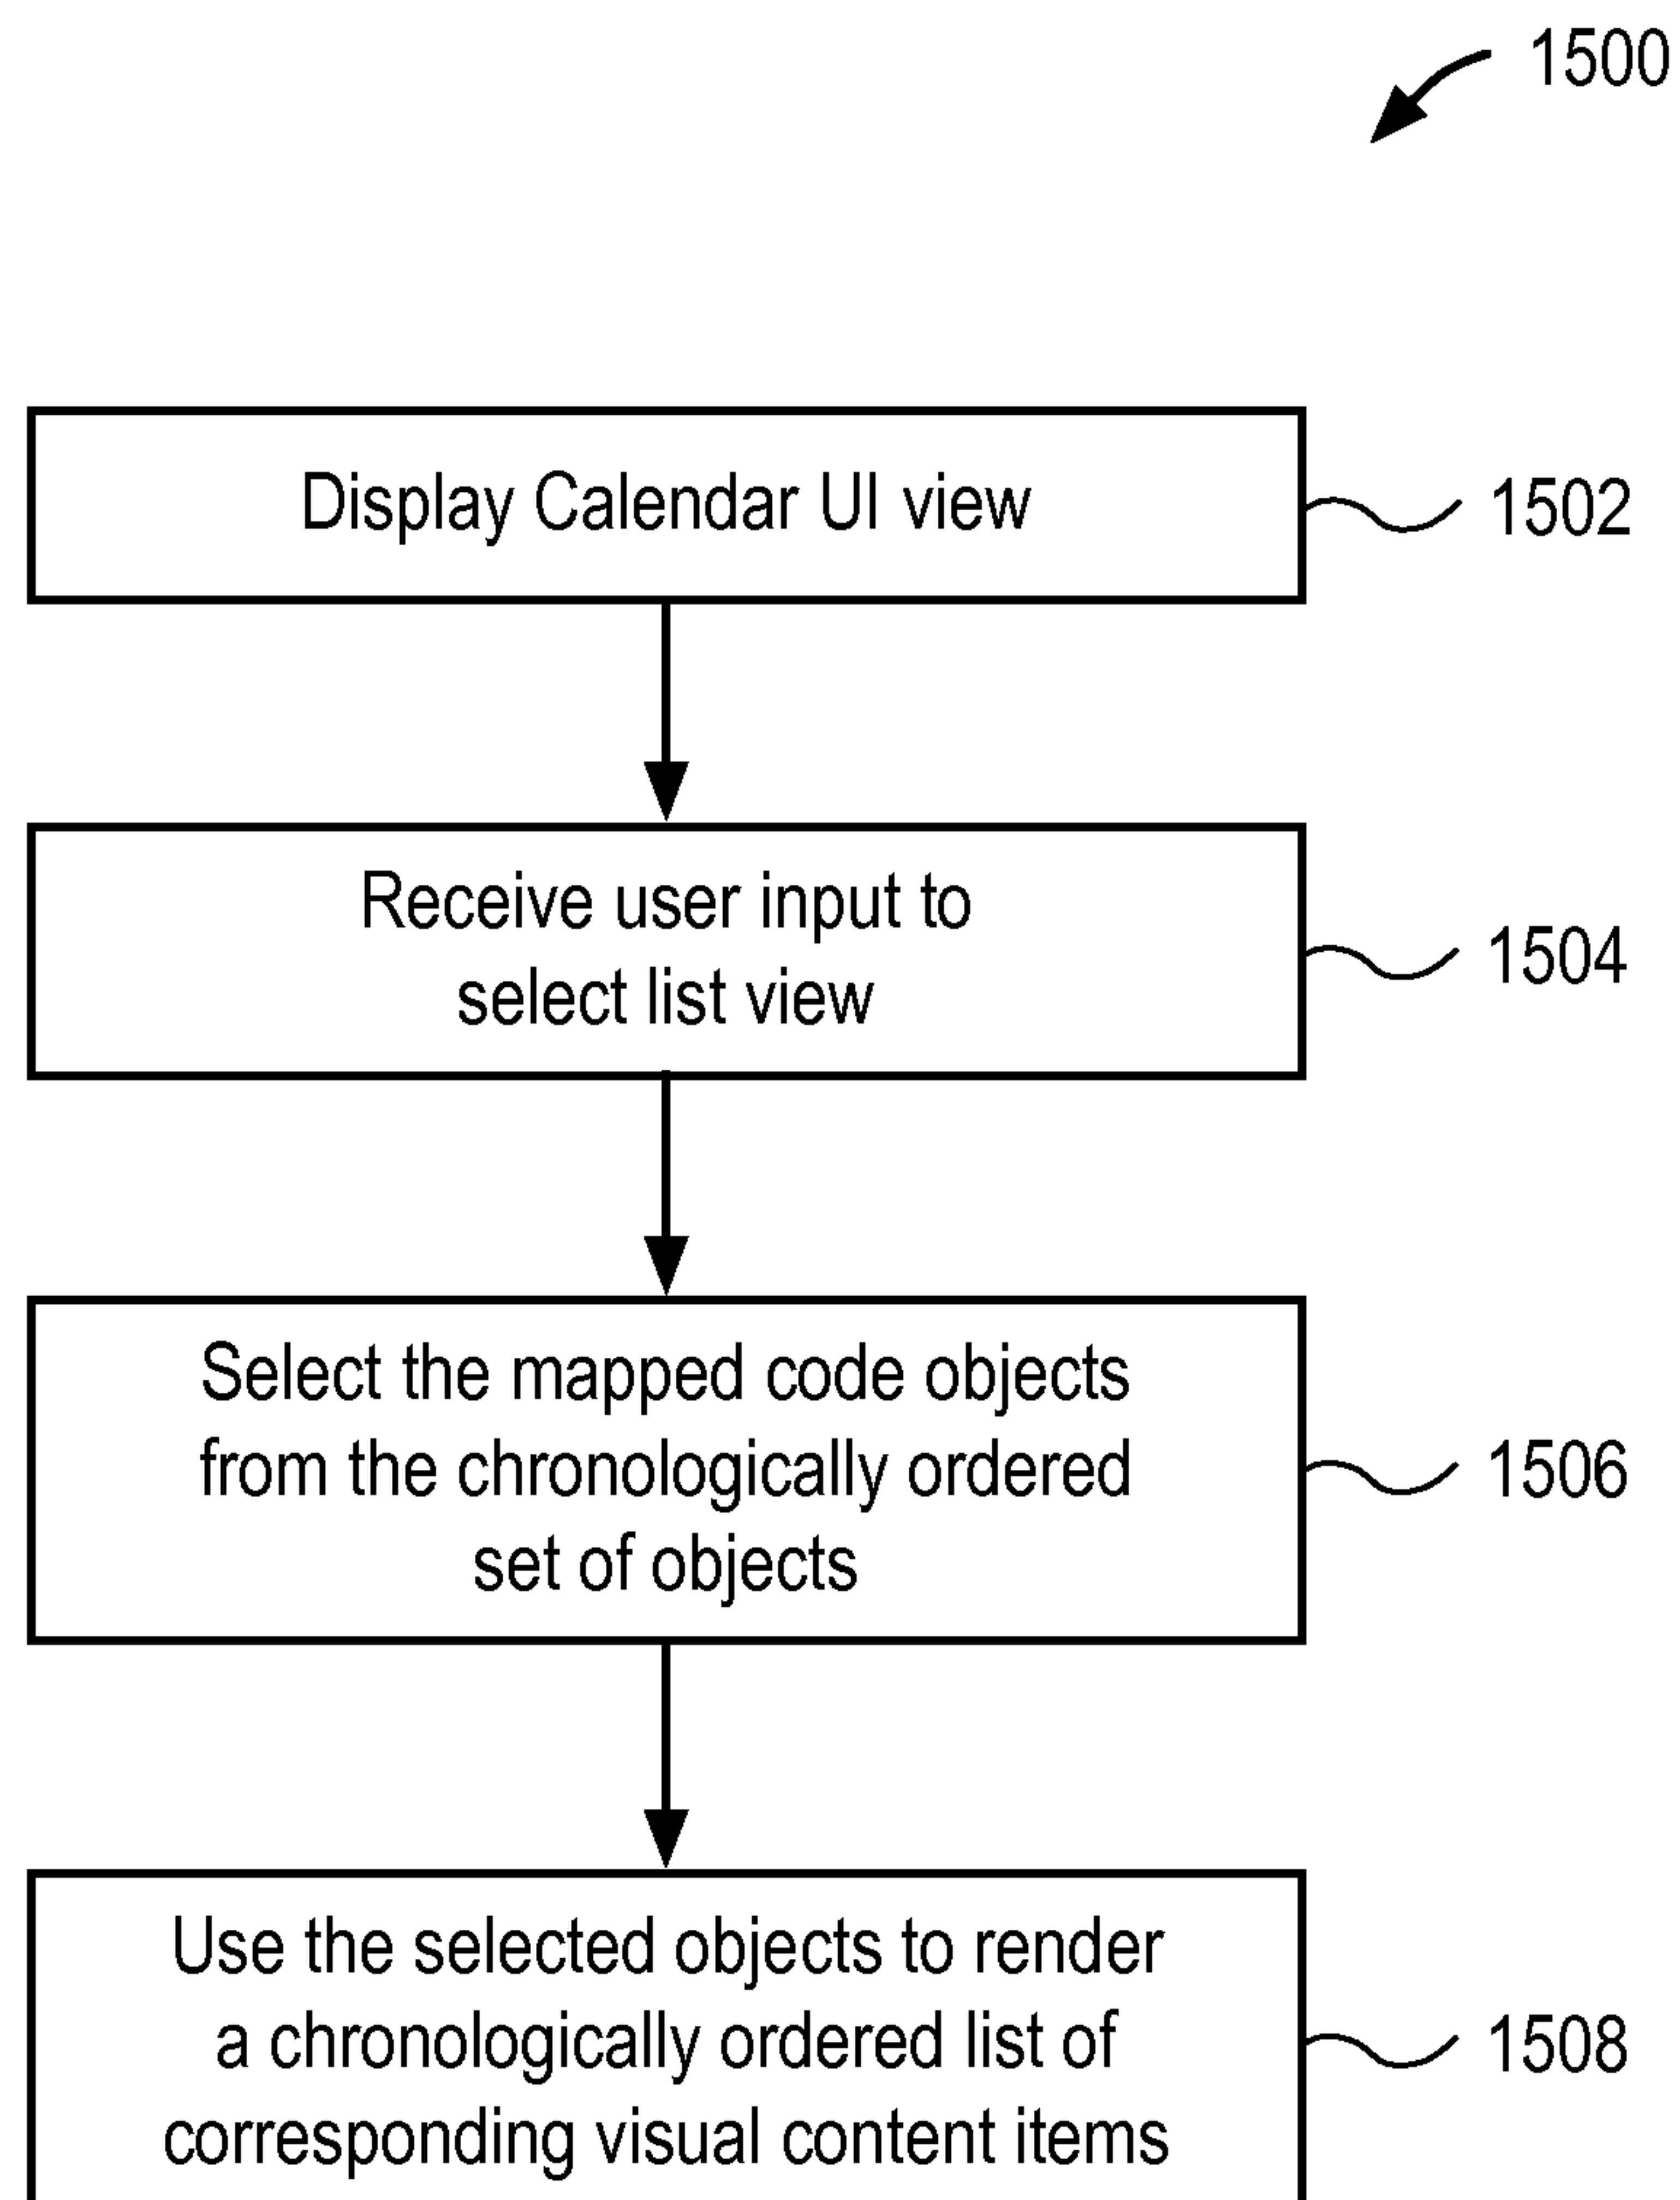 1500
Display Calendar UI view
1502
Receive user input to
select list view
1504
Select the mapped code objects
from the chronologically ordered
set of objects
1506
Use the selected objects to render
a chronologically ordered list of
corresponding visual content items
1508